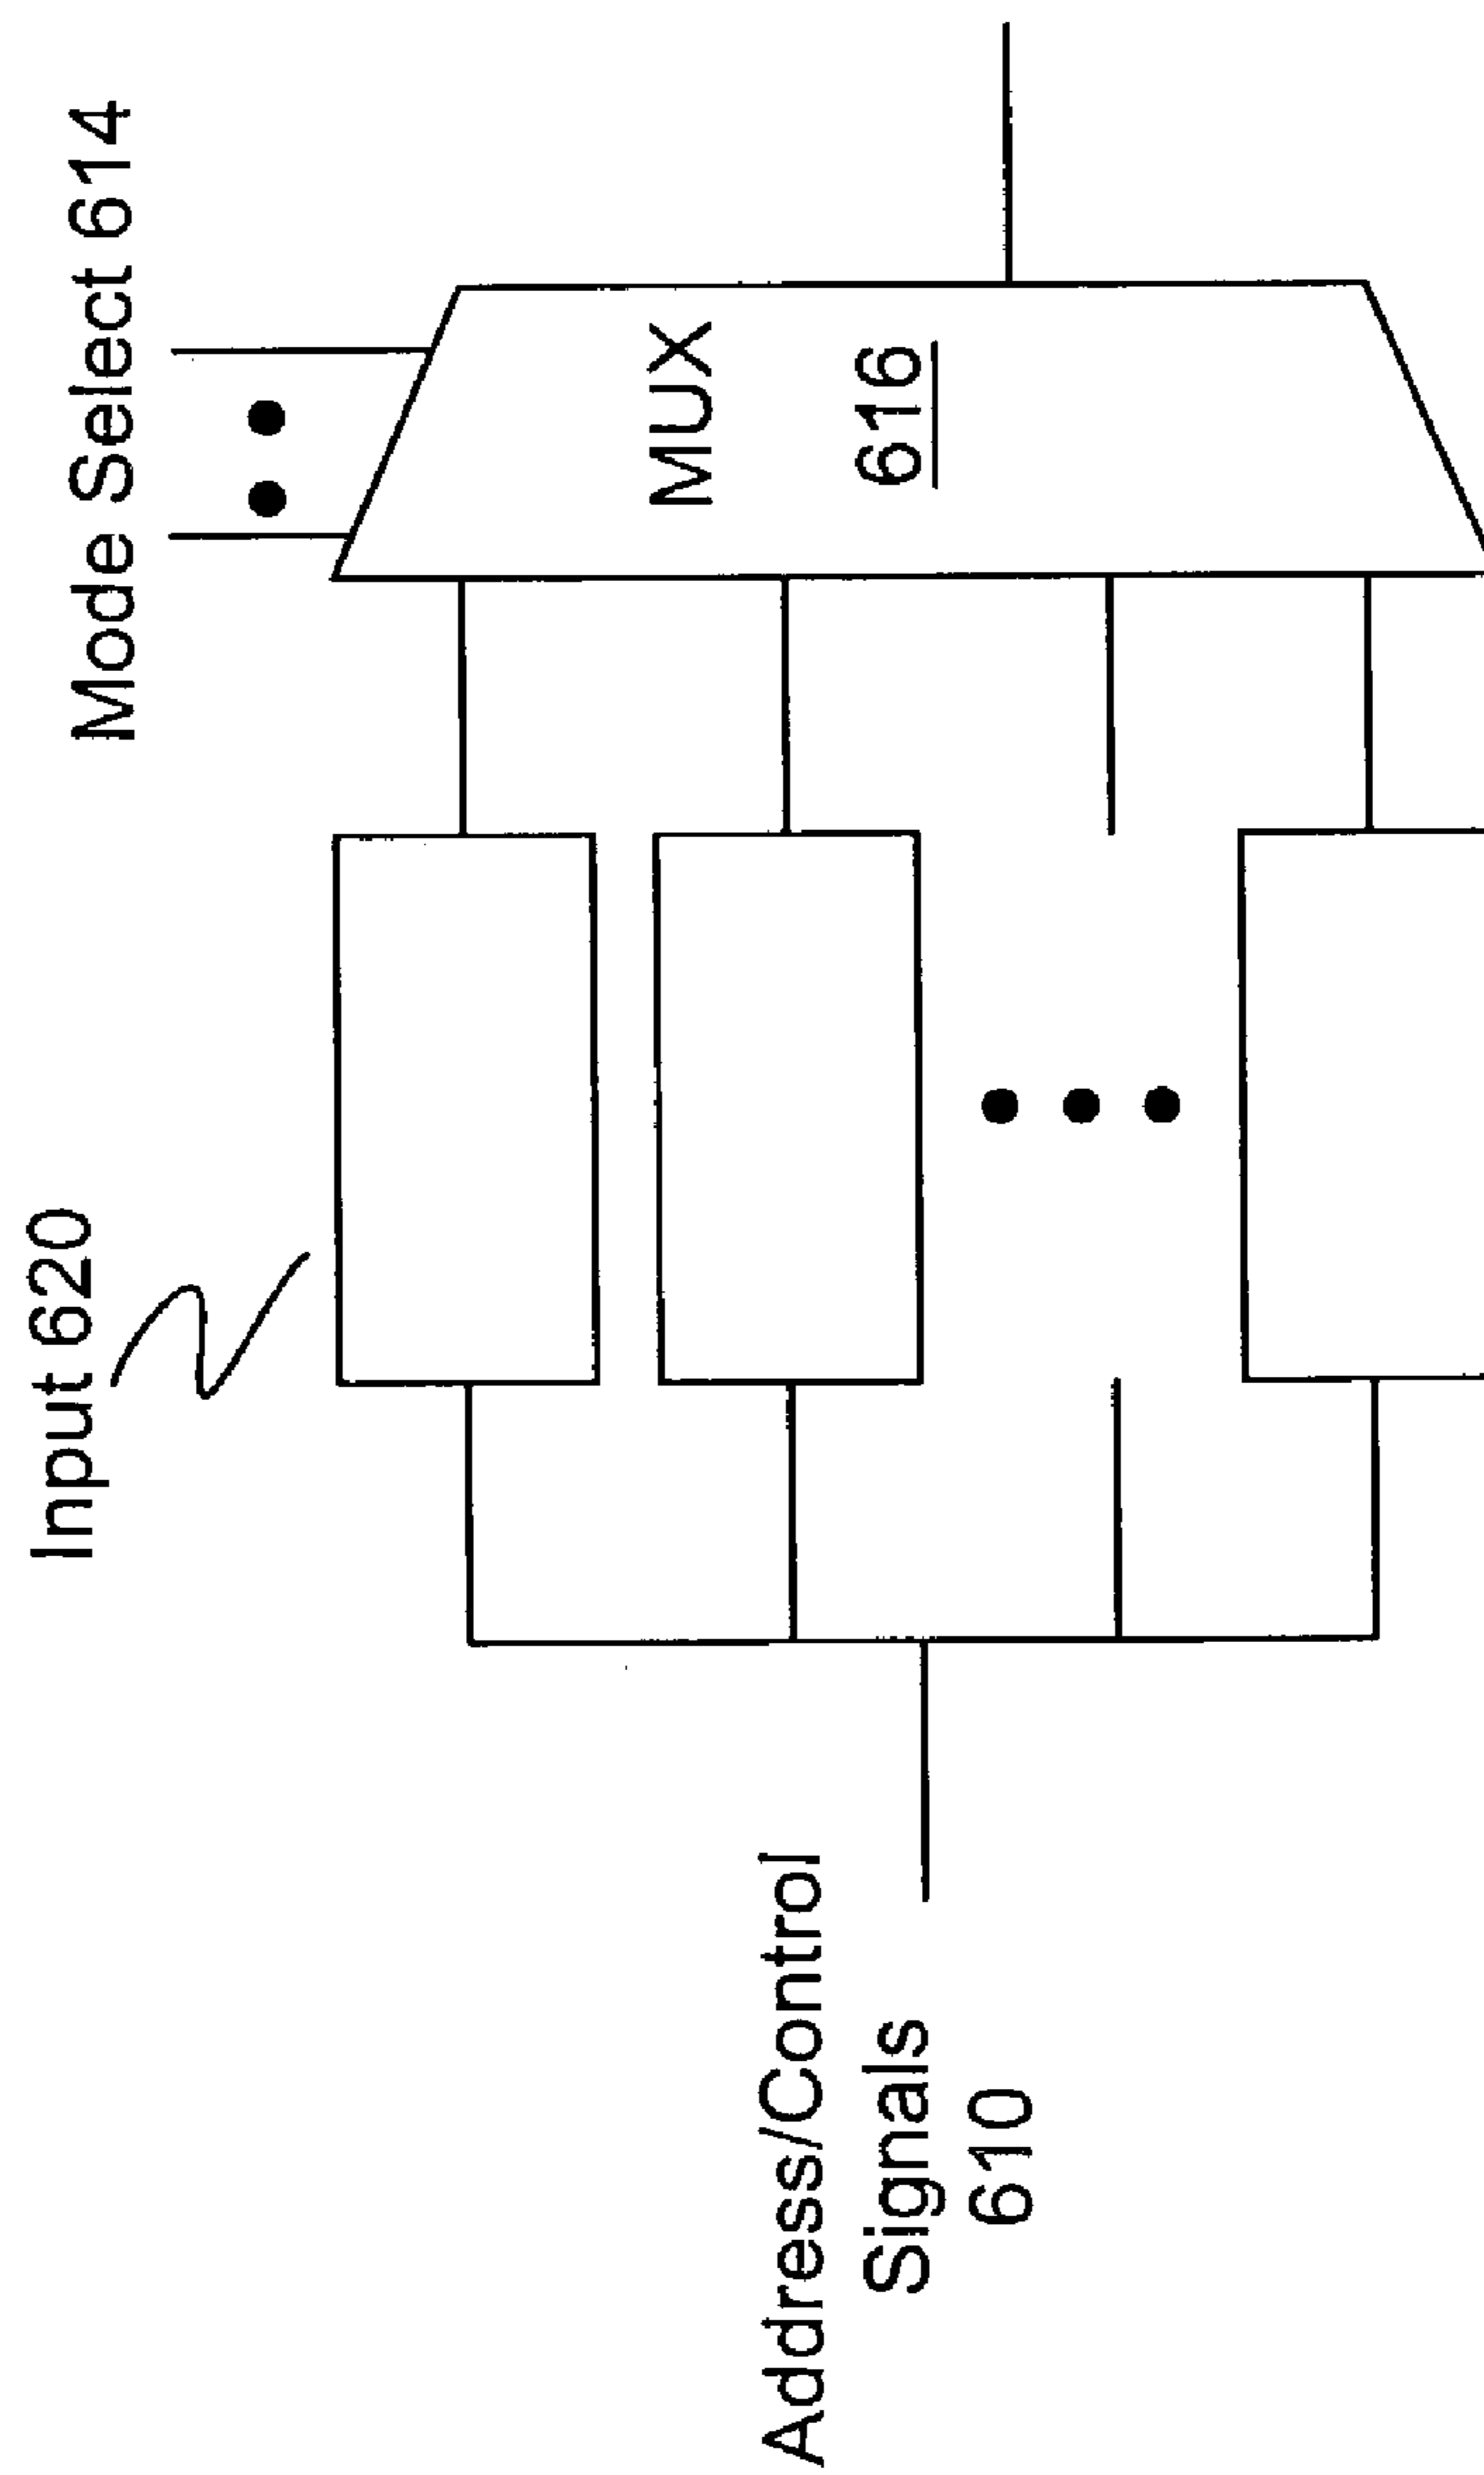 Mode Select 614
Input 620
MUX
616
Address/Control
Signals
610